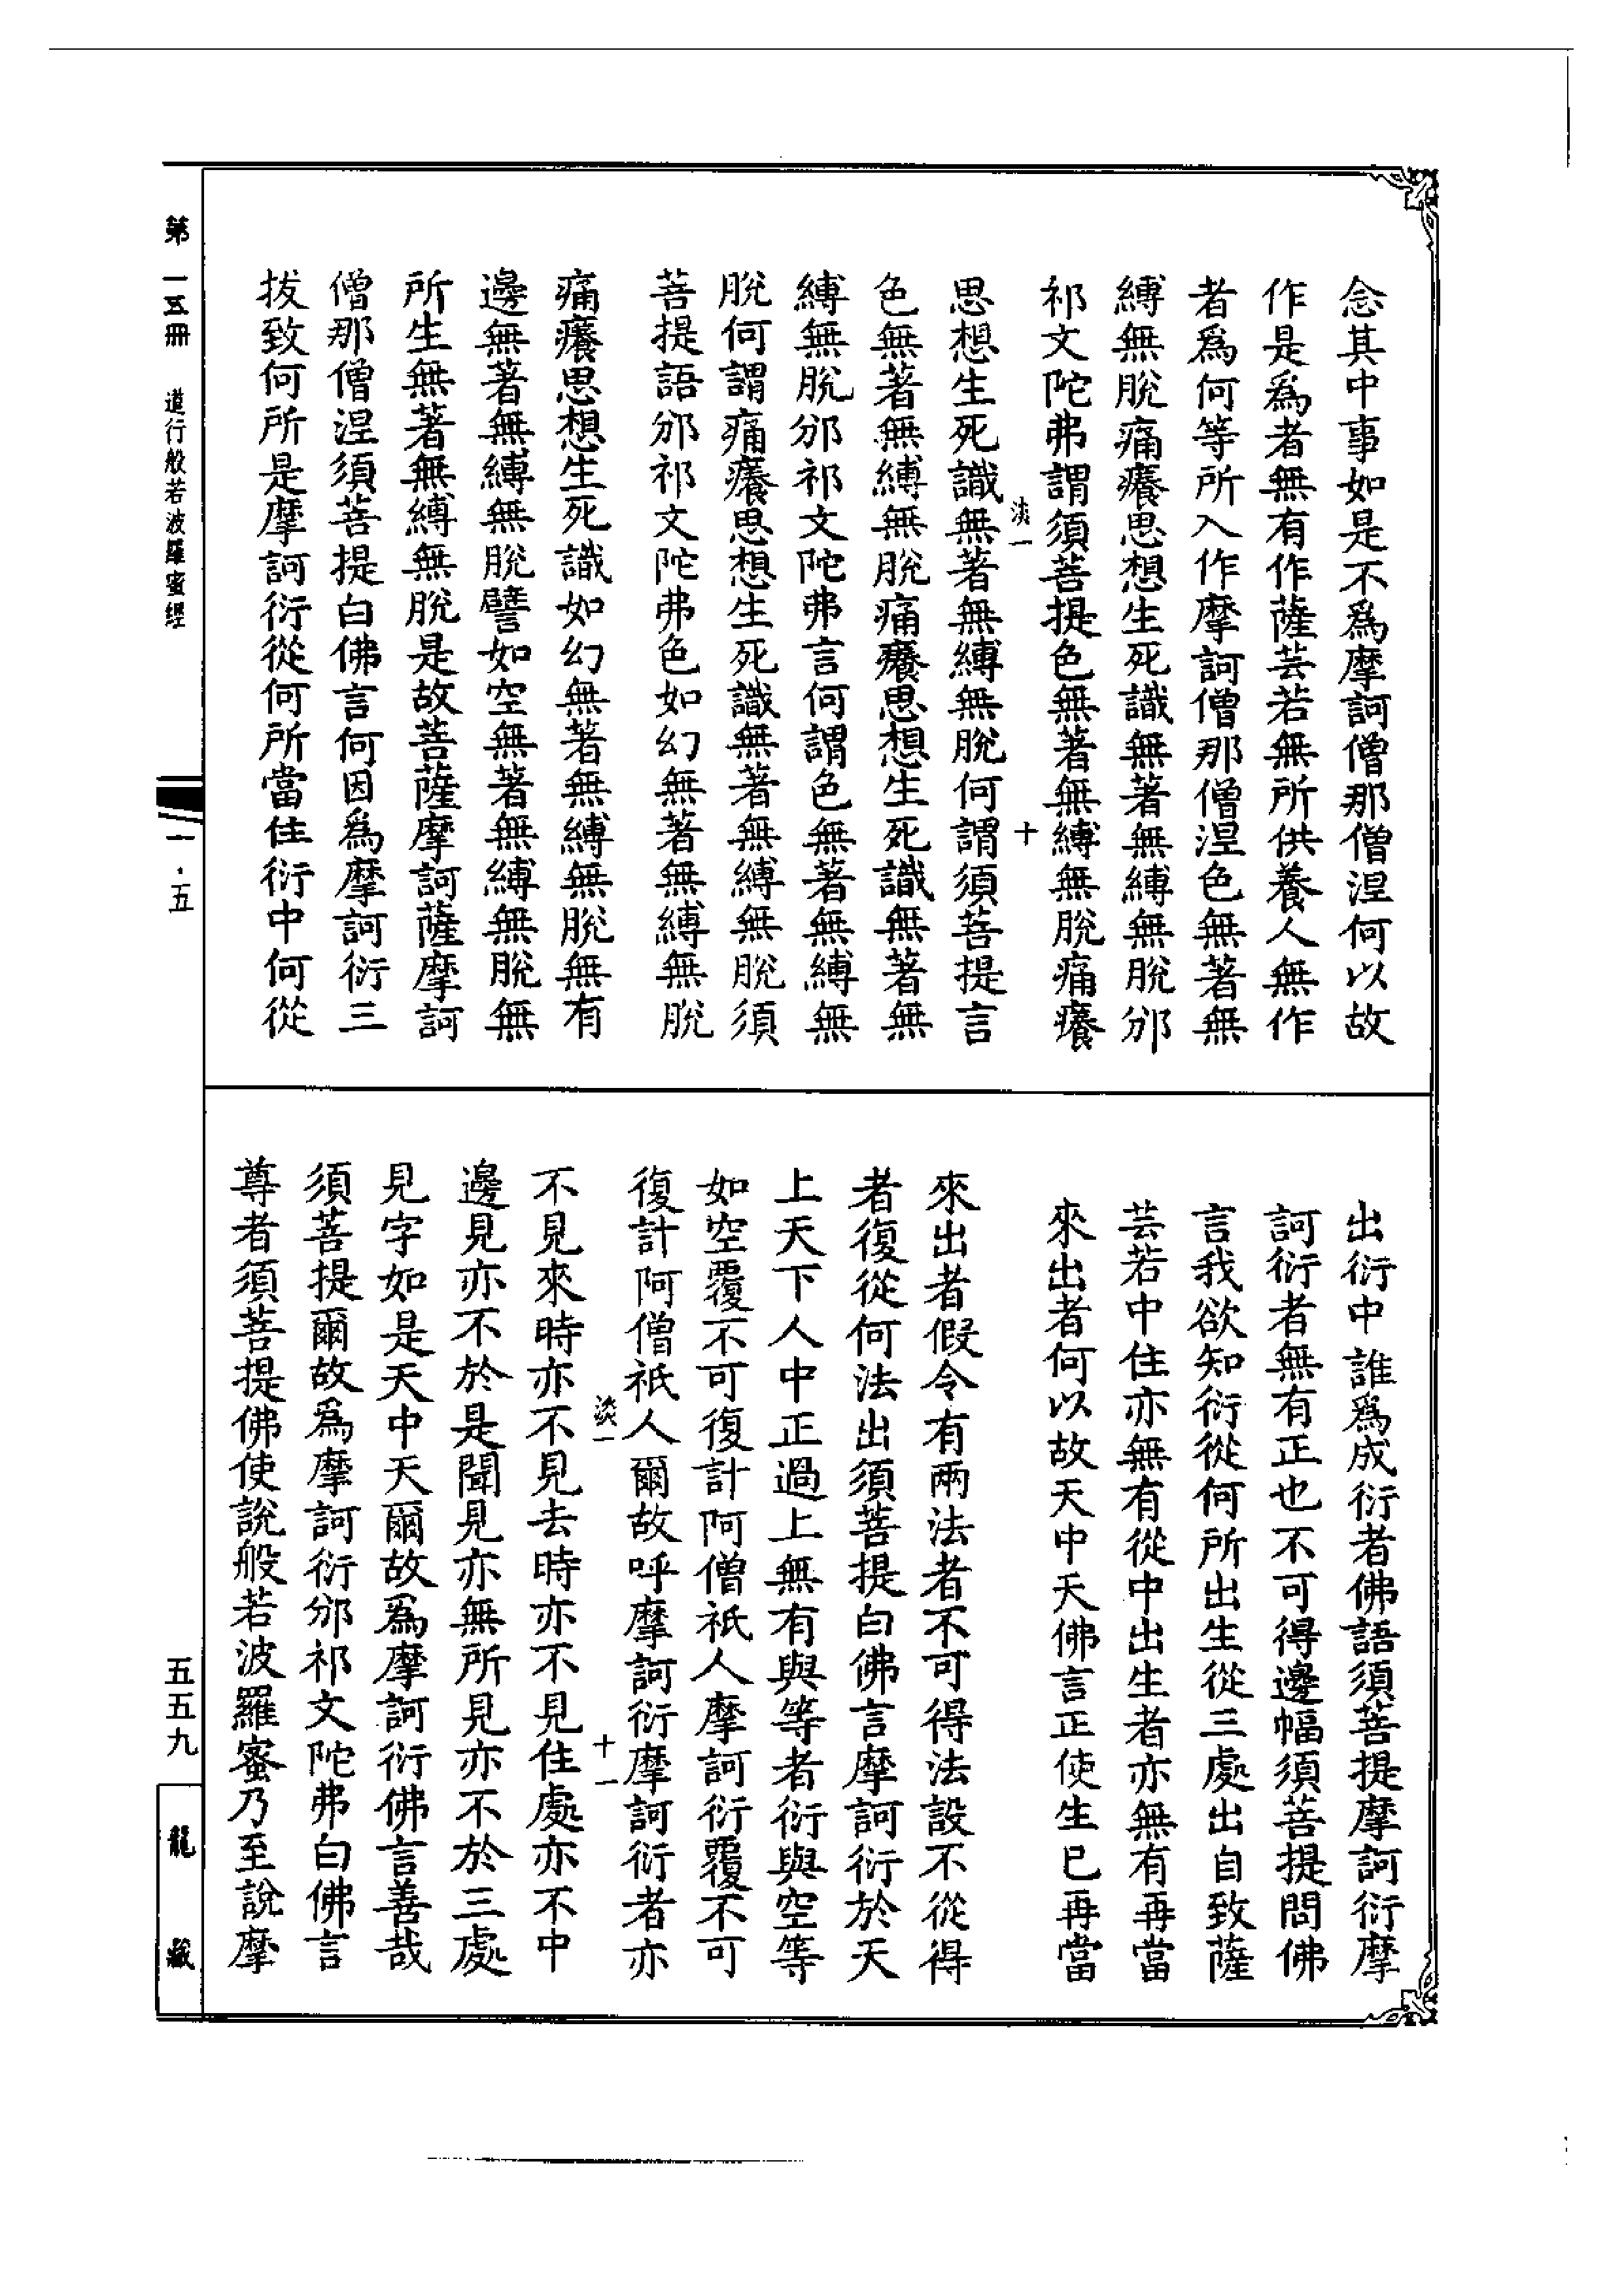 念其中事如是不爲摩訶僧那僧涅何以故
作是爲者無有作薩芸若無所供養人無作
者爲何等所入作摩訶僧那僧涅色無著無
縛無脫痛癢思想生死識無著無縛無脫邠
祁文陀弗謂須菩提色無著無縛無脫痛癢
淡一 十
思想生死識無著無縛無脫何謂須菩提言
色無著無縛無脫痛癢思想生死識無著無
縛無脫邠祁文陀弗言何謂色無著無縛無
脫何謂痛癢思想生死識無著無縛無脫須
菩提語邠祁文陀弗色如幻無著無縛無脫
痛癢思想生死識如幻無著無縛無脫無有
邊無著無縛無脫譬如空無著無縛無脫無
所生無著無縛無脫是故菩薩摩訶薩摩訶
僧那僧涅須菩提白佛言何因爲摩訶衍三
拔致何所是摩訶衍從何所當住衍中何從
出衍中誰爲成衍者佛語須菩提摩訶衍摩
訶衍者無有正也不可得邊幅須菩提問佛
言我欲知衍從何所出生從三處出自致薩
芸若中住亦無有從中出生者亦無有再當
來出者何以故天中天佛言正使生已再當
來出者假令有兩法者不可得法設不從得
者復從何法出須菩提白佛言摩訶衍於天
上天下人中正過上無有與等者衍與空等
如空覆不可復計阿僧祇人摩訶衍覆不可
復計阿僧祇人爾故呼摩訶衍摩訶衍者亦
淡一 十一
不見來時亦不見去時亦不見住處亦不中
邊見亦不於是聞見亦無所見亦不於三處
見字如是天中天爾故爲摩訶衍佛言善哉
須菩提爾故爲摩訶衍邠祁文陀弗白佛言
尊者須菩提佛使說般若波羅蜜乃至說摩
第一五冊 道行般若波羅蜜經 一·五 五五九 龍藏